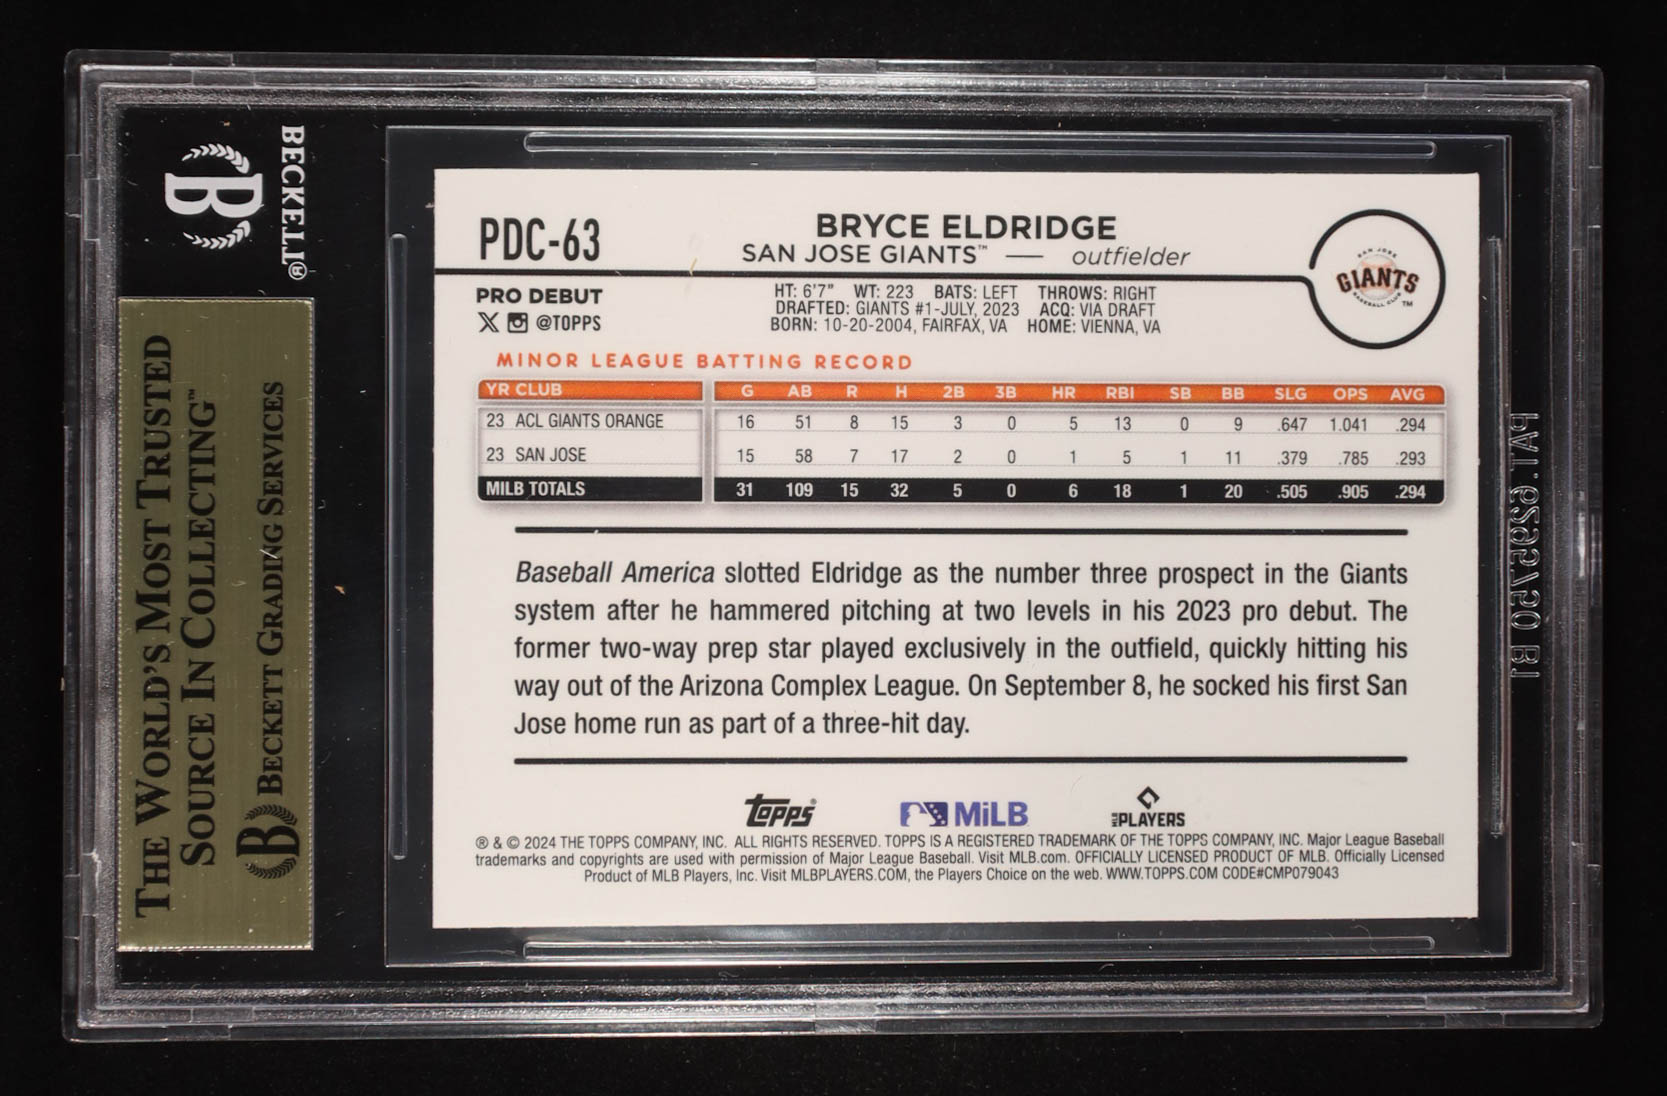 BECKETT®
B
THE WORLD'S MOST TRUSTED
SOURCE IN COLLECTING™
B BECKETT GRADING SERVICES
PDC-63
BRYCE ELDRIDGE
SAN JOSE GIANTS™ — outfielder
SAN JOSE
GIANTS
BASEBALL CLUB
TM
PRO DEBUT
X @TOPPS
HT: 6'7" WT: 223 BATS: LEFT THROWS: RIGHT
DRAFTED: GIANTS #1-JULY, 2023 ACQ: VIA DRAFT
BORN: 10-20-2004, FAIRFAX, VA HOME: VIENNA, VA
MINOR LEAGUE BATTING RECORD
YR CLUB G AB R H 2B 3B HR RBI SB BB SLG OPS AVG
23 ACL GIANTS ORANGE 16 51 8 15 3 0 5 13 0 9 .647 1.041 .294
23 SAN JOSE 15 58 7 17 2 0 1 5 1 11 .379 .785 .293
MILB TOTALS 31 109 15 32 5 0 6 18 1 20 .505 .905 .294
Baseball America slotted Eldridge as the number three prospect in the Giants
system after he hammered pitching at two levels in his 2023 pro debut. The
former two-way prep star played exclusively in the outfield, quickly hitting his
way out of the Arizona Complex League. On September 8, he socked his first San
Jose home run as part of a three-hit day.
Topps® MiLB MLB PLAYERS
® & © 2024 THE TOPPS COMPANY, INC. ALL RIGHTS RESERVED. TOPPS IS A REGISTERED TRADEMARK OF THE TOPPS COMPANY, INC. Major League Baseball
trademarks and copyrights are used with permission of Major League Baseball. Visit MLB.com. OFFICIALLY LICENSED PRODUCT OF MLB. Officially Licensed
Product of MLB Players, Inc. Visit MLBPLAYERS.COM, the Players Choice on the web. WWW.TOPPS.COM CODE#CMP079043